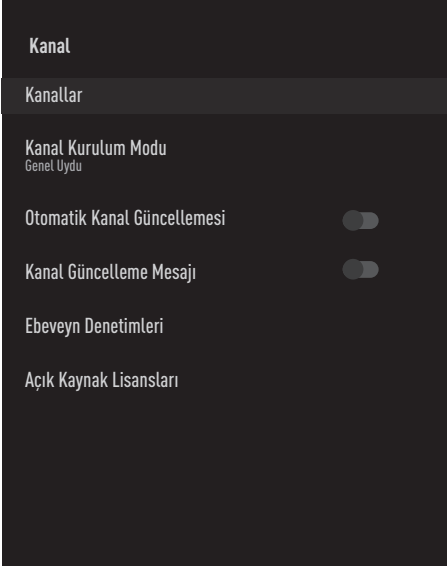 Kanal
Kanallar
Kanal Kurulum Modu
Genel Uydu
Otomatik Kanal Güncellemesi
Kanal Güncelleme Mesajı
Ebeveyn Denetimleri
Açık Kaynak Lisansları